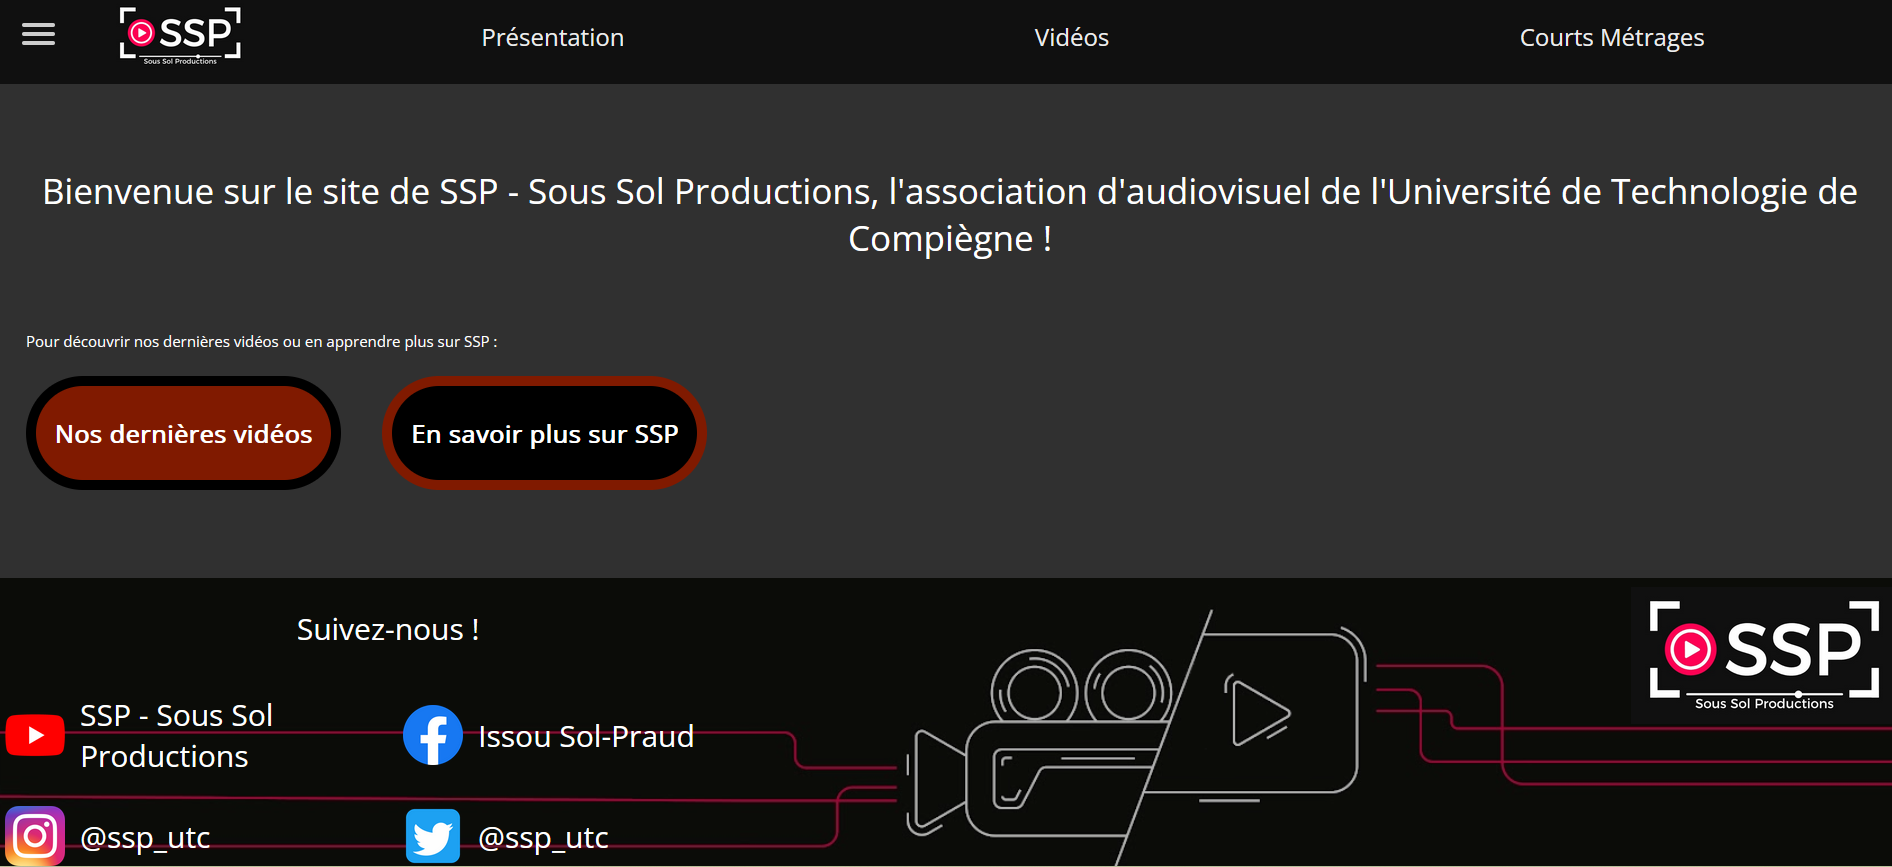 SSP
Sous Sol Productions
Présentation
Vidéos
Courts Métrages
Bienvenue sur le site de SSP - Sous Sol Productions, l'association d'audiovisuel de l'Université de Technologie de
Compiègne !
Pour découvrir nos dernières vidéos ou en apprendre plus sur SSP :
Nos dernières vidéos
En savoir plus sur SSP
Suivez-nous !
SSP - Sous Sol
Productions
Issou Sol-Praud
@ssp_utc
@ssp_utc
SSP
Sous Sol Productions